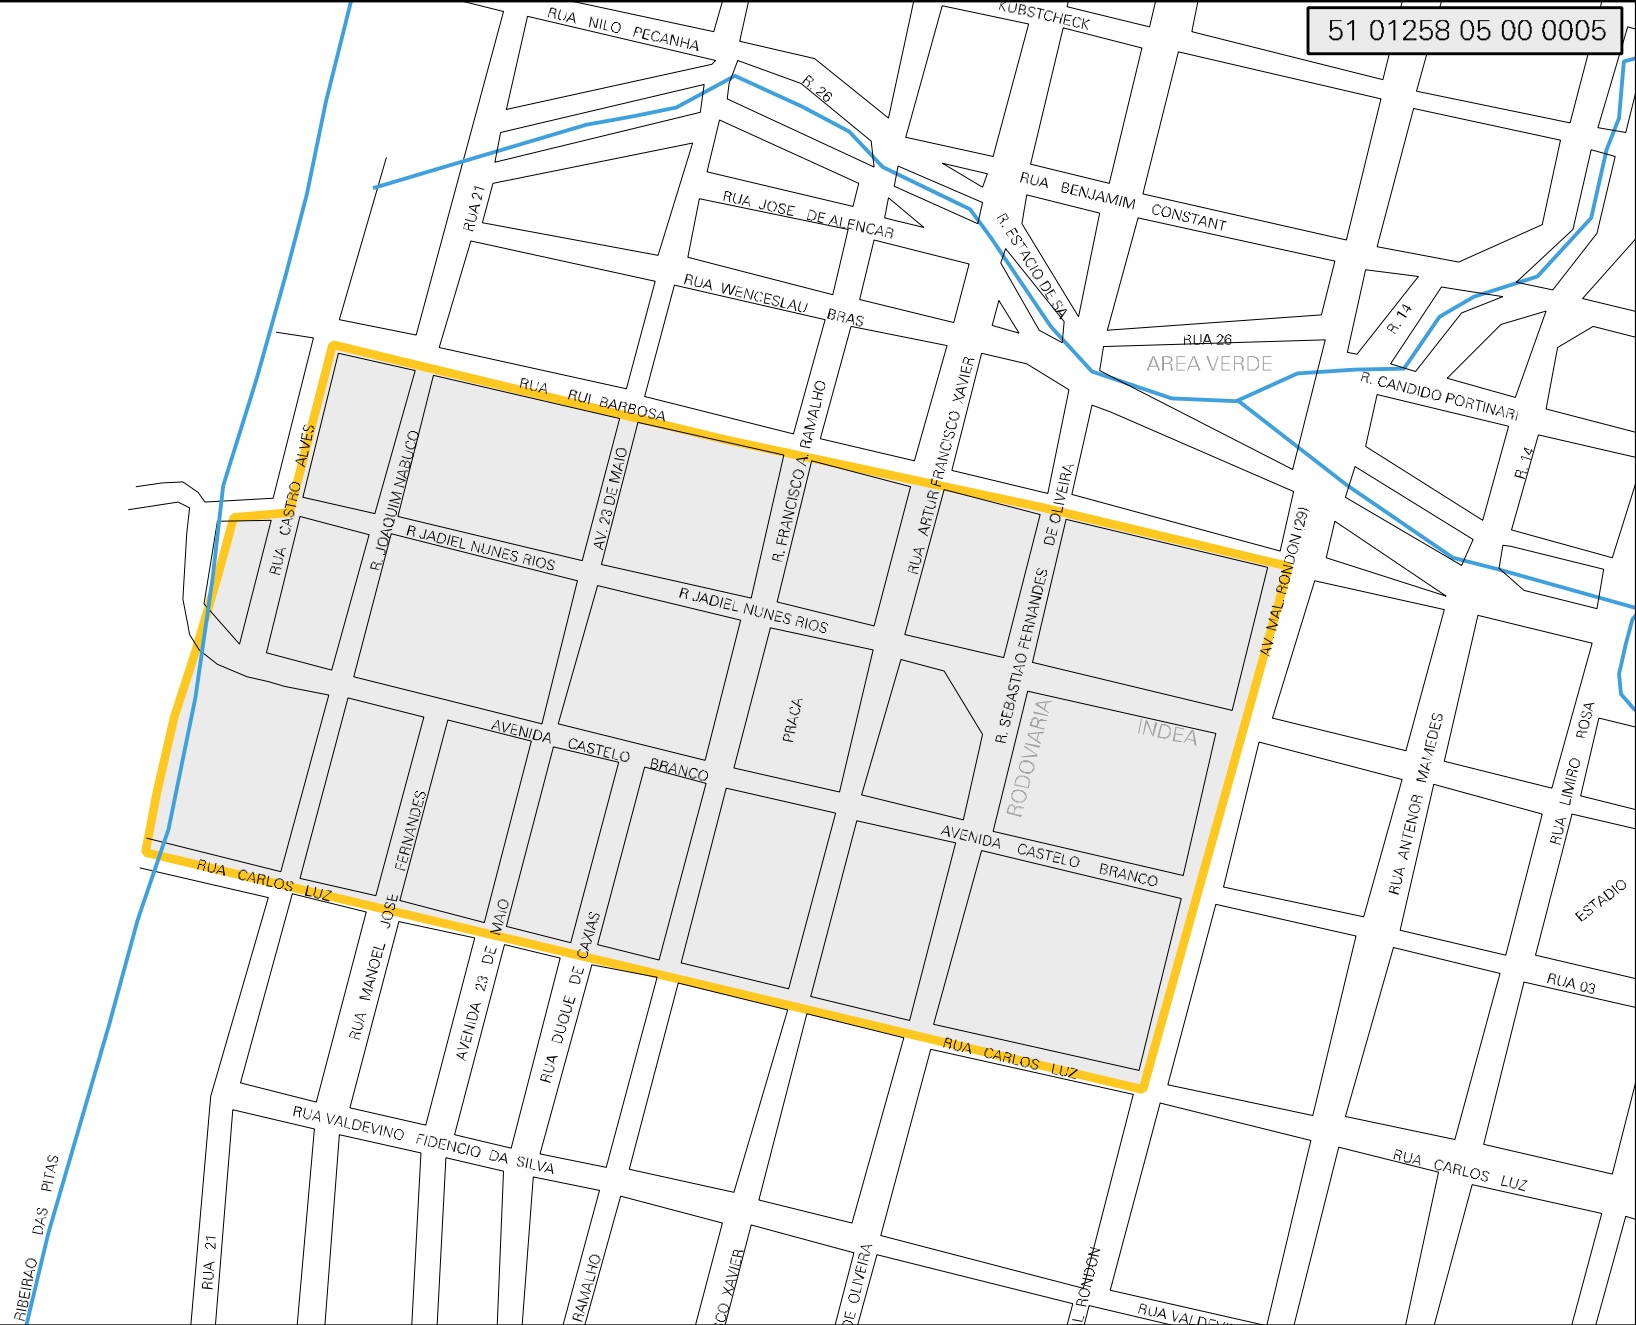 51 01258 05 00 0005
KUBSTCHECK
RUA NILO PECANHA
R. 26
RUA BENJAMIM CONSTANT
RUA 21
RUA JOSE DE ALENCAR
R. ESTACIO DE SA
RUA WENCESLAU BRAS
RUA 26
AREA VERDE
R. 14
R. CANDIDO PORTINARI
R. 14
RUA RUI BARBOSA
RUA CASTRO ALVES
R. JOAQUIM NABUCO
AV. 23 DE MAIO
R. FRANCISCO A. RAMALHO
RUA ARTUR FRANCISCO XAVIER
R. SEBASTIAO FERNANDES DE OLIVEIRA
AV. MAL. RONDON (29)
R JADIEL NUNES RIOS
R JADIEL NUNES RIOS
PRACA
RODOVIARIA
INDEA
AVENIDA CASTELO BRANCO
AVENIDA CASTELO BRANCO
RUA ANTENOR MAMEDES
RUA LIMIRO ROSA
ESTADIO
RUA CARLOS LUZ
RUA MANOEL JOSE FERNANDES
AVENIDA 23 DE MAIO
RUA DUQUE DE CAXIAS
RUA 03
RUA CARLOS LUZ
RUA VALDEVINO FIDENCIO DA SILVA
RUA CARLOS LUZ
RIBEIRAO DAS PITAS
RUA 21
RAMALHO
CO XAVIER
DE OLIVEIRA
L. RONDON
RUA VALDEVI